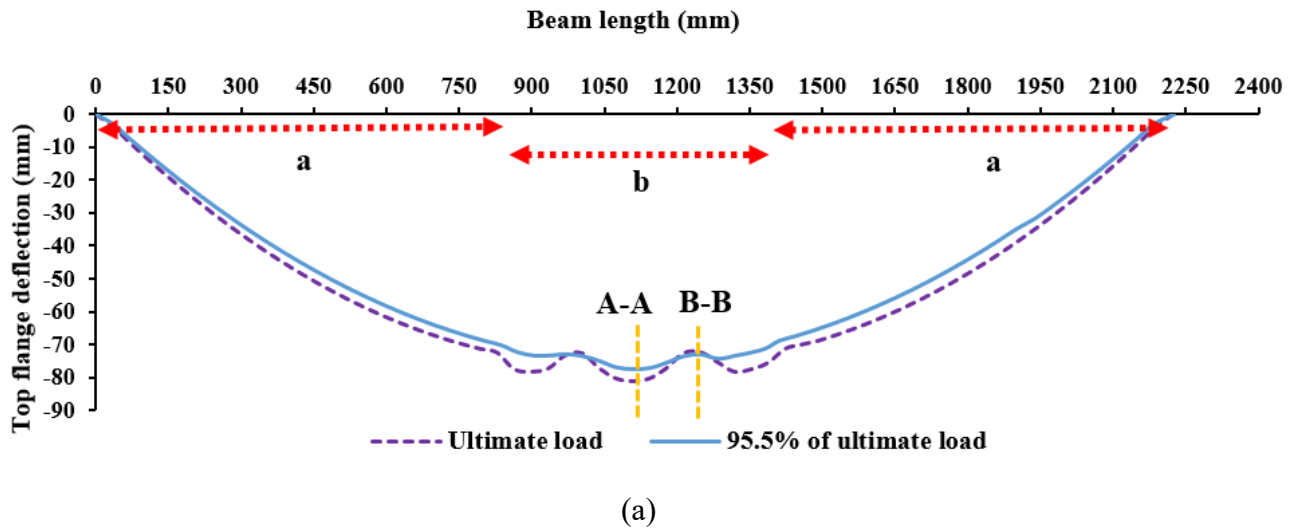 Beam length (mm)
0 150 300 450 600 750 900 1050 1200 1350 1500 1650 1800 1950 2100 2250 2400
Top flange deflection (mm)
0
-10
-20
-30
-40
-50
-60
-70
-80
-90
a
b
a
A-A
B-B
Ultimate load
95.5% of ultimate load
(a)